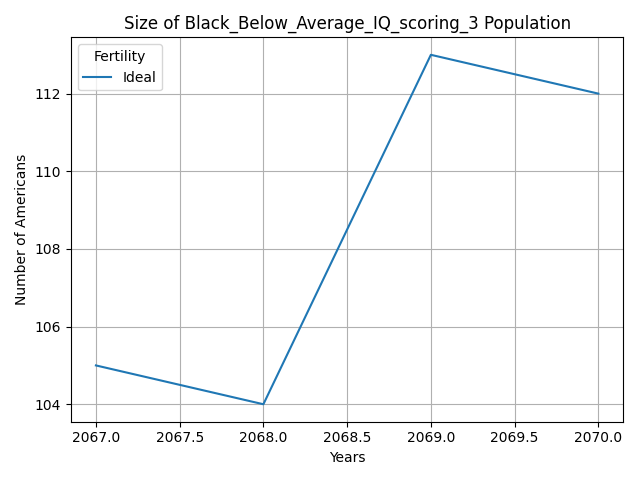 Size of Black_Below_Average_IQ_scoring_3 Population
Fertility
Ideal
112
110
108
106
104
Number of Americans
2067.0 2067.5 2068.0 2068.5 2069.0 2069.5 2070.0
Years